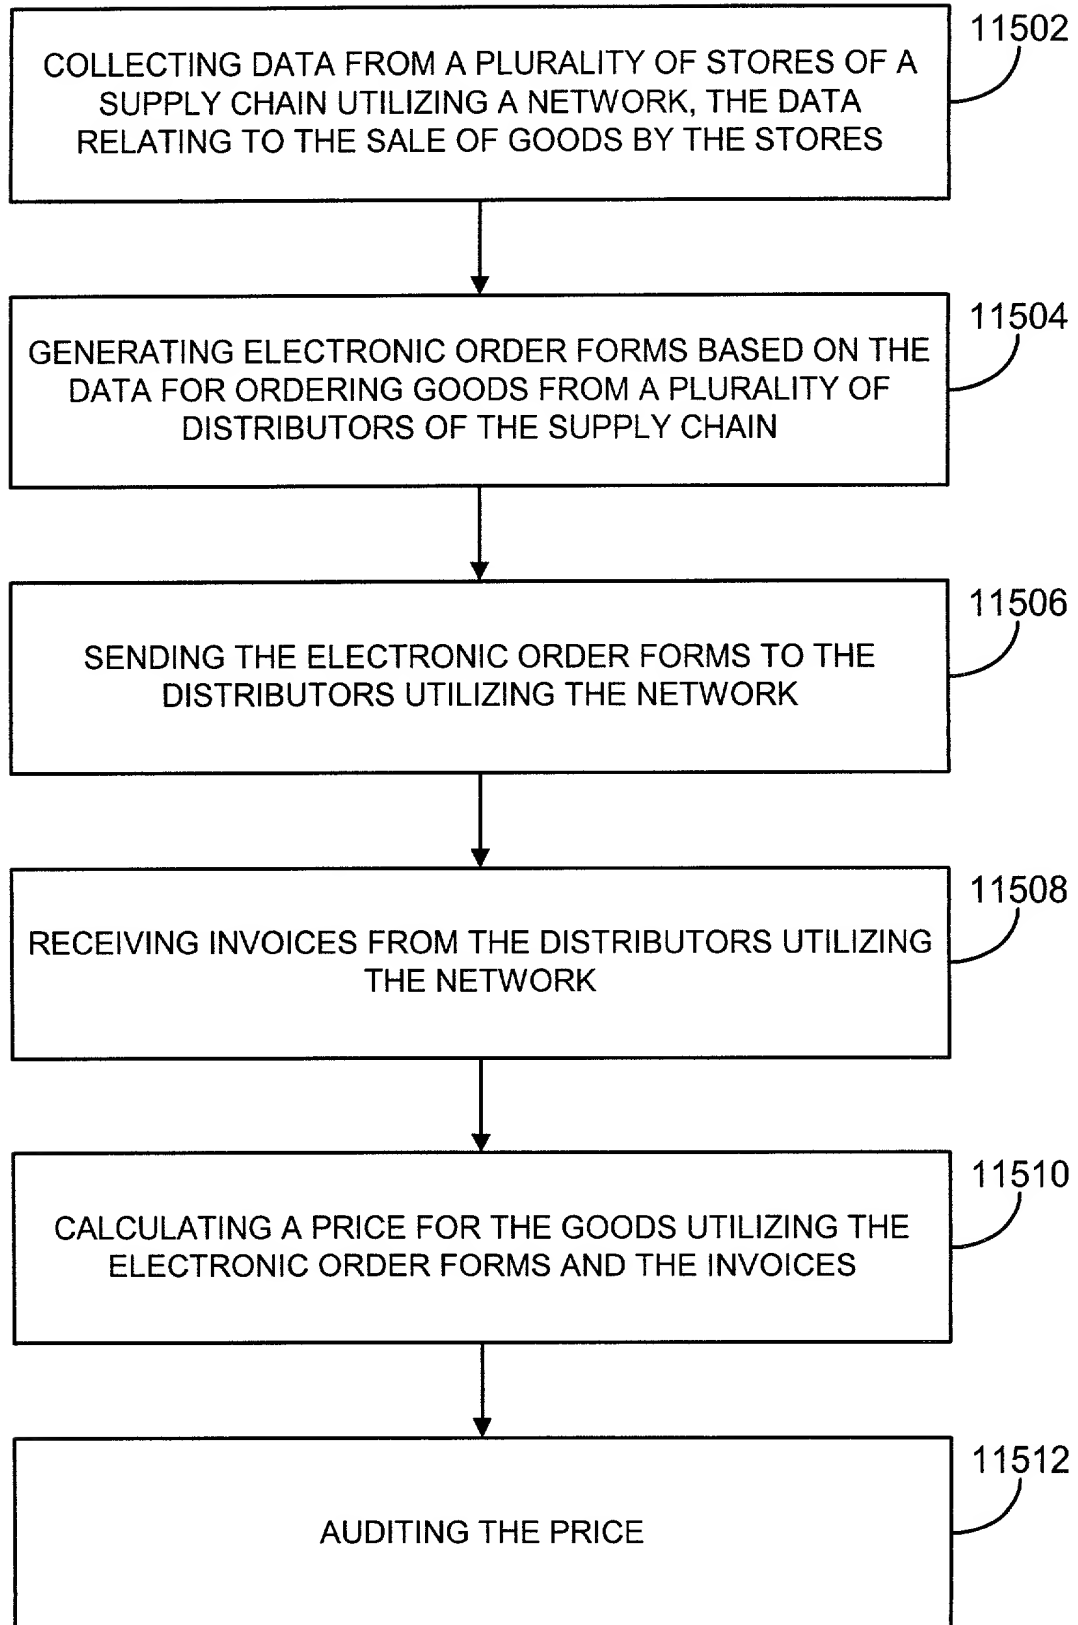 11502
COLLECTING DATA FROM A PLURALITY OF STORES OF A
SUPPLY CHAIN UTILIZING A NETWORK, THE DATA
RELATING TO THE SALE OF GOODS BY THE STORES
11504
GENERATING ELECTRONIC ORDER FORMS BASED ON THE
DATA FOR ORDERING GOODS FROM A PLURALITY OF
DISTRIBUTORS OF THE SUPPLY CHAIN
11506
SENDING THE ELECTRONIC ORDER FORMS TO THE
DISTRIBUTORS UTILIZING THE NETWORK
11508
RECEIVING INVOICES FROM THE DISTRIBUTORS UTILIZING
THE NETWORK
11510
CALCULATING A PRICE FOR THE GOODS UTILIZING THE
ELECTRONIC ORDER FORMS AND THE INVOICES
11512
AUDITING THE PRICE